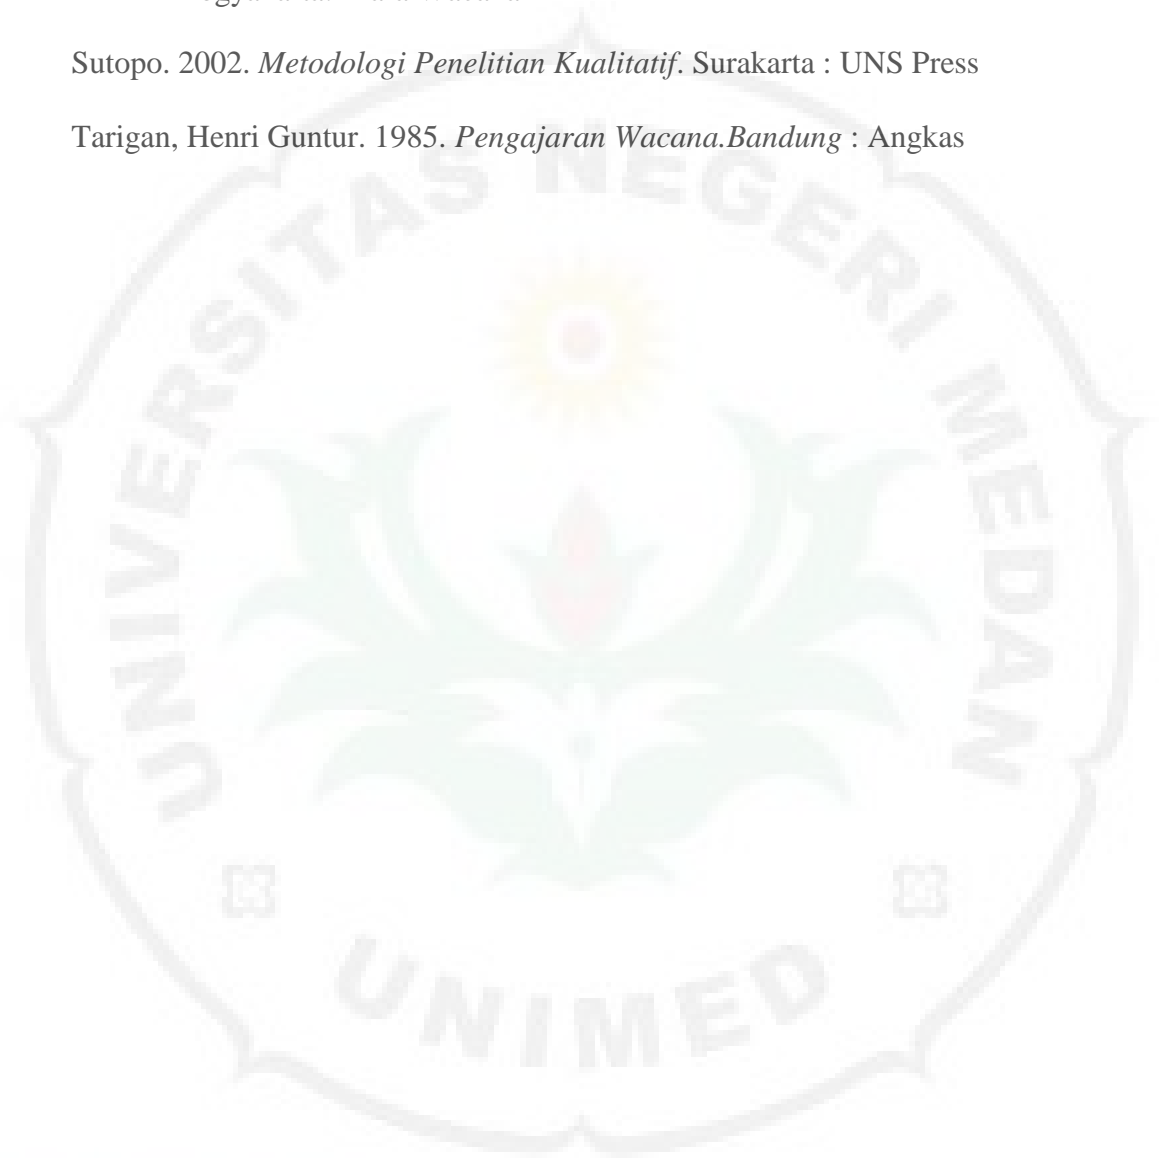 Sutopo. 2002. Metodologi Penelitian Kualitatif. Surakarta : UNS Press
Tarigan, Henri Guntur. 1985. Pengajaran Wacana.Bandung : Angkas
UNIVERSITAS NEGERI MEDAN
UNIMED